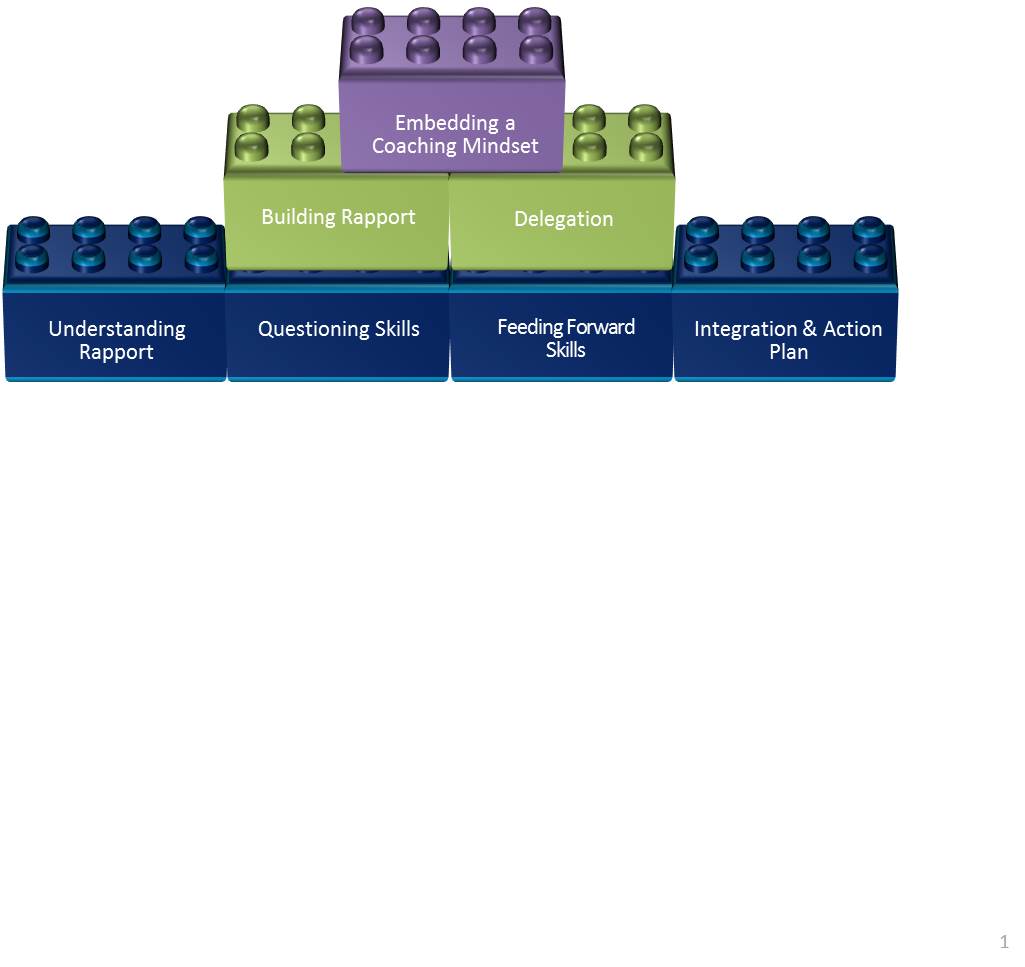 Embedding a
Coaching Mindset
Building Rapport
Delegation
Understanding
Rapport
Questioning Skills
Feeding Forward
Skills
Integration & Action
Plan
1